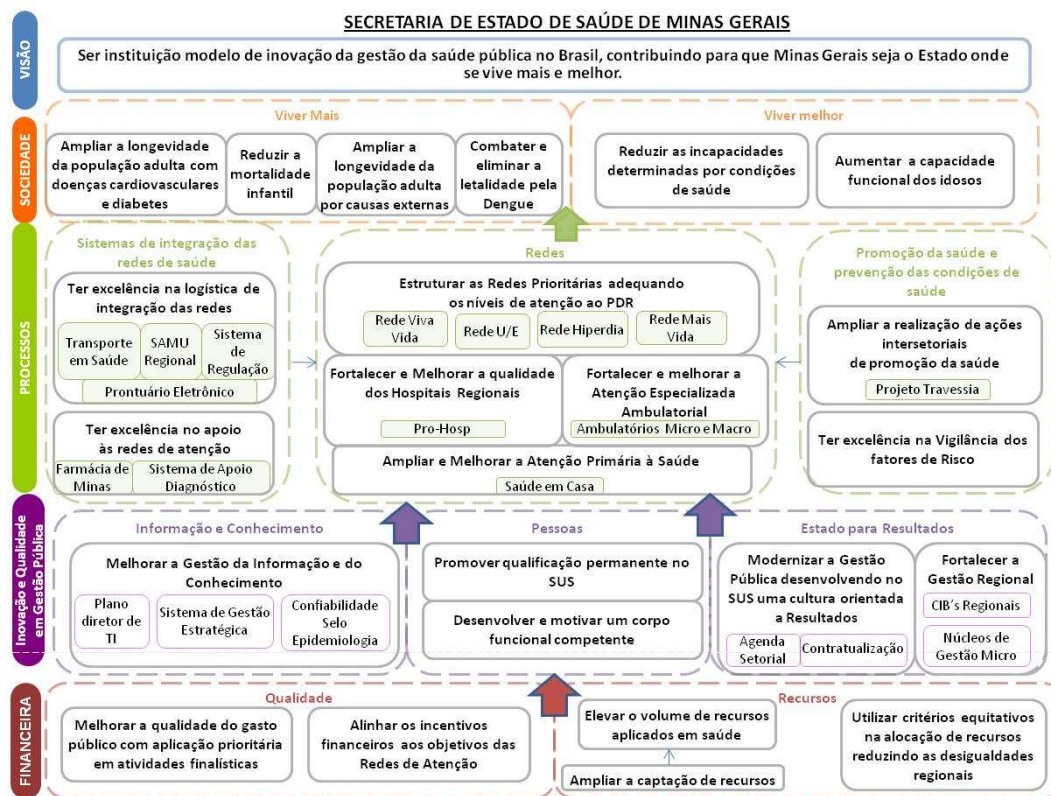 SECRETARIA DE ESTADO DE SAÚDE DE MINAS GERAIS
VISÃO
Ser instituição modelo de inovação da gestão da saúde pública no Brasil, contribuindo para que Minas Gerais seja o Estado onde
se vive mais e melhor.
SOCIEDADE
Viver Mais
Ampliar a longevidade
da população adulta com
doenças cardiovasculares
e diabetes
Reduzir a
mortalidade
infantil
Ampliar a
longevidade da
população adulta
por causas externas
Combater e
eliminar a
letalidade pela
Dengue
Viver melhor
Reduzir as incapacidades
determinadas por condições
de saúde
Aumentar a capacidade
funcional dos idosos
PROCESSOS
Sistemas de integração das
redes de saúde
Ter excelência na logística de
integração das redes
Transporte
em Saúde
SAMU
Regional
Sistema
de
Regulação
Prontuário Eletrônico
Ter excelência no apoio
às redes de atenção
Farmácia de
Minas
Sistema de Apoio
Diagnóstico
Redes
Estruturar as Redes Prioritárias adequando
os níveis de atenção ao PDR
Rede Viva
Vida
Rede U/E
Rede Hiperdia
Rede Mais
Vida
Fortalecer e Melhorar a qualidade
dos Hospitais Regionais
Pro-Hosp
Fortalecer e melhorar a
Atenção Especializada
Ambulatorial
Ambulatórios Micro e Macro
Ampliar e Melhorar a Atenção Primária à Saúde
Saúde em Casa
Promoção da saúde e
prevenção das condições de
saúde
Ampliar a realização de ações
intersetoriais
de promoção da saúde
Projeto Travessia
Ter excelência na Vigilância dos
fatores de Risco
Inovação e Qualidade
em Gestão Pública
Informação e Conhecimento
Melhorar a Gestão da Informação e do
Conhecimento
Plano
diretor de
TI
Sistema de Gestão
Estratégica
Confiabilidade
Selo
Epidemiologia
Pessoas
Promover qualificação permanente no
SUS
Desenvolver e motivar um corpo
funcional competente
Estado para Resultados
Modernizar a Gestão
Pública desenvolvendo no
SUS uma cultura orientada
a Resultados
Agenda
Setorial
Contratualização
Fortalecer a
Gestão Regional
CIB's Regionais
Núcleos de
Gestão Micro
FINANCEIRA
Qualidade
Melhorar a qualidade do gasto
público com aplicação prioritária
em atividades finalísticas
Alinhar os incentivos
financeiros aos objetivos das
Redes de Atenção
Recursos
Elevar o volume de recursos
aplicados em saúde
Ampliar a captação de recursos
Utilizar critérios equitativos
na alocação de recursos
reduzindo as desigualdades
regionais